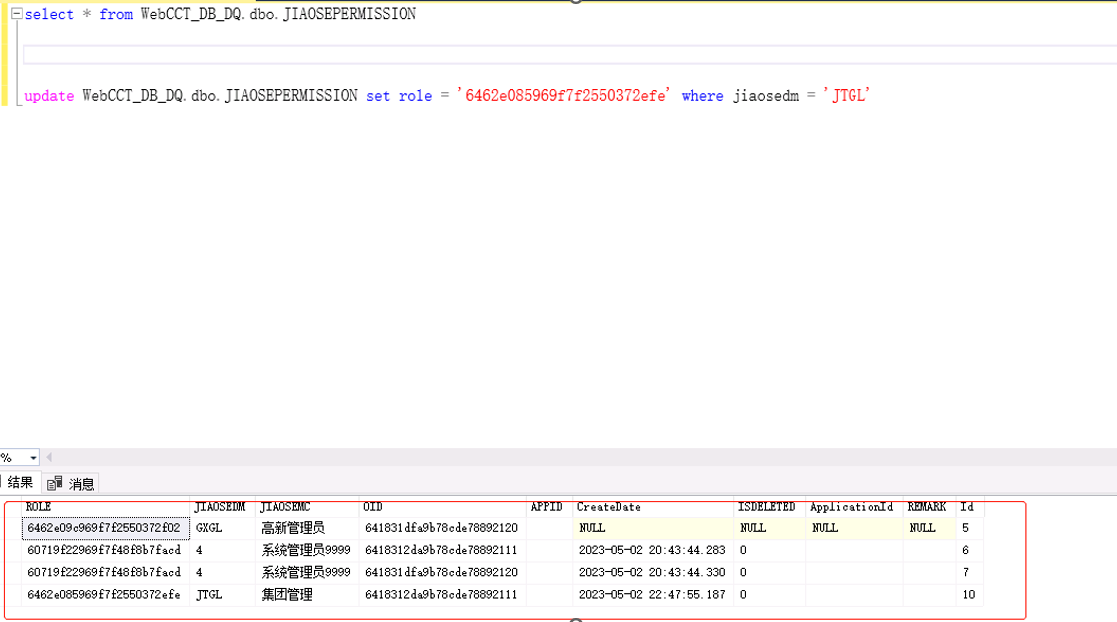 select * from WebCCT_DB_DQ.dbo.JIAOSEPERMISSION
update WebCCT_DB_DQ.dbo.JIAOSEPERMISSION set role = '6462e085969f7f2550372efe' where jiaosedm = 'JTGL'
%
结果 消息
ROLE JIAOSEDM JIAOSEMC OID APPID CreateDate ISDELETED ApplicationId REMARK Id
6462e09c969f7f2550372f02 GXGL 高新管理员 641831dfa9b78cde78892120 NULL NULL NULL NULL 5
60719f22969f7f48f8b7facd 4 系统管理员9999 6418312da9b78cde78892111 2023-05-02 20:43:44.283 0 6
60719f22969f7f48f8b7facd 4 系统管理员9999 641831dfa9b78cde78892120 2023-05-02 20:43:44.330 0 7
6462e085969f7f2550372efe JTGL 集团管理 6418312da9b78cde78892111 2023-05-02 22:47:55.187 0 10